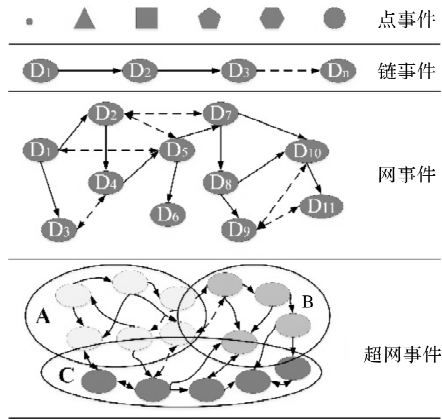 点事件
D1 D2 D3 Dn 链事件
D2 D7
D1 D5 D10
D4 D8 网事件
D3 D6 D9 D11
A B
超网事件
C